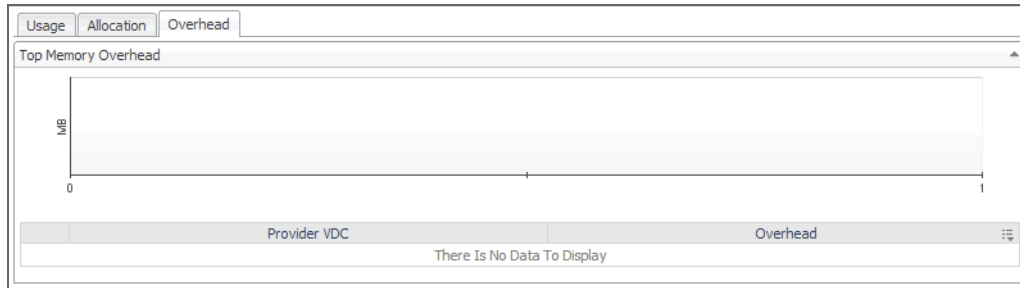 Usage Allocation Overhead
Top Memory Overhead
MB
0 1
Provider VDC Overhead
There Is No Data To Display